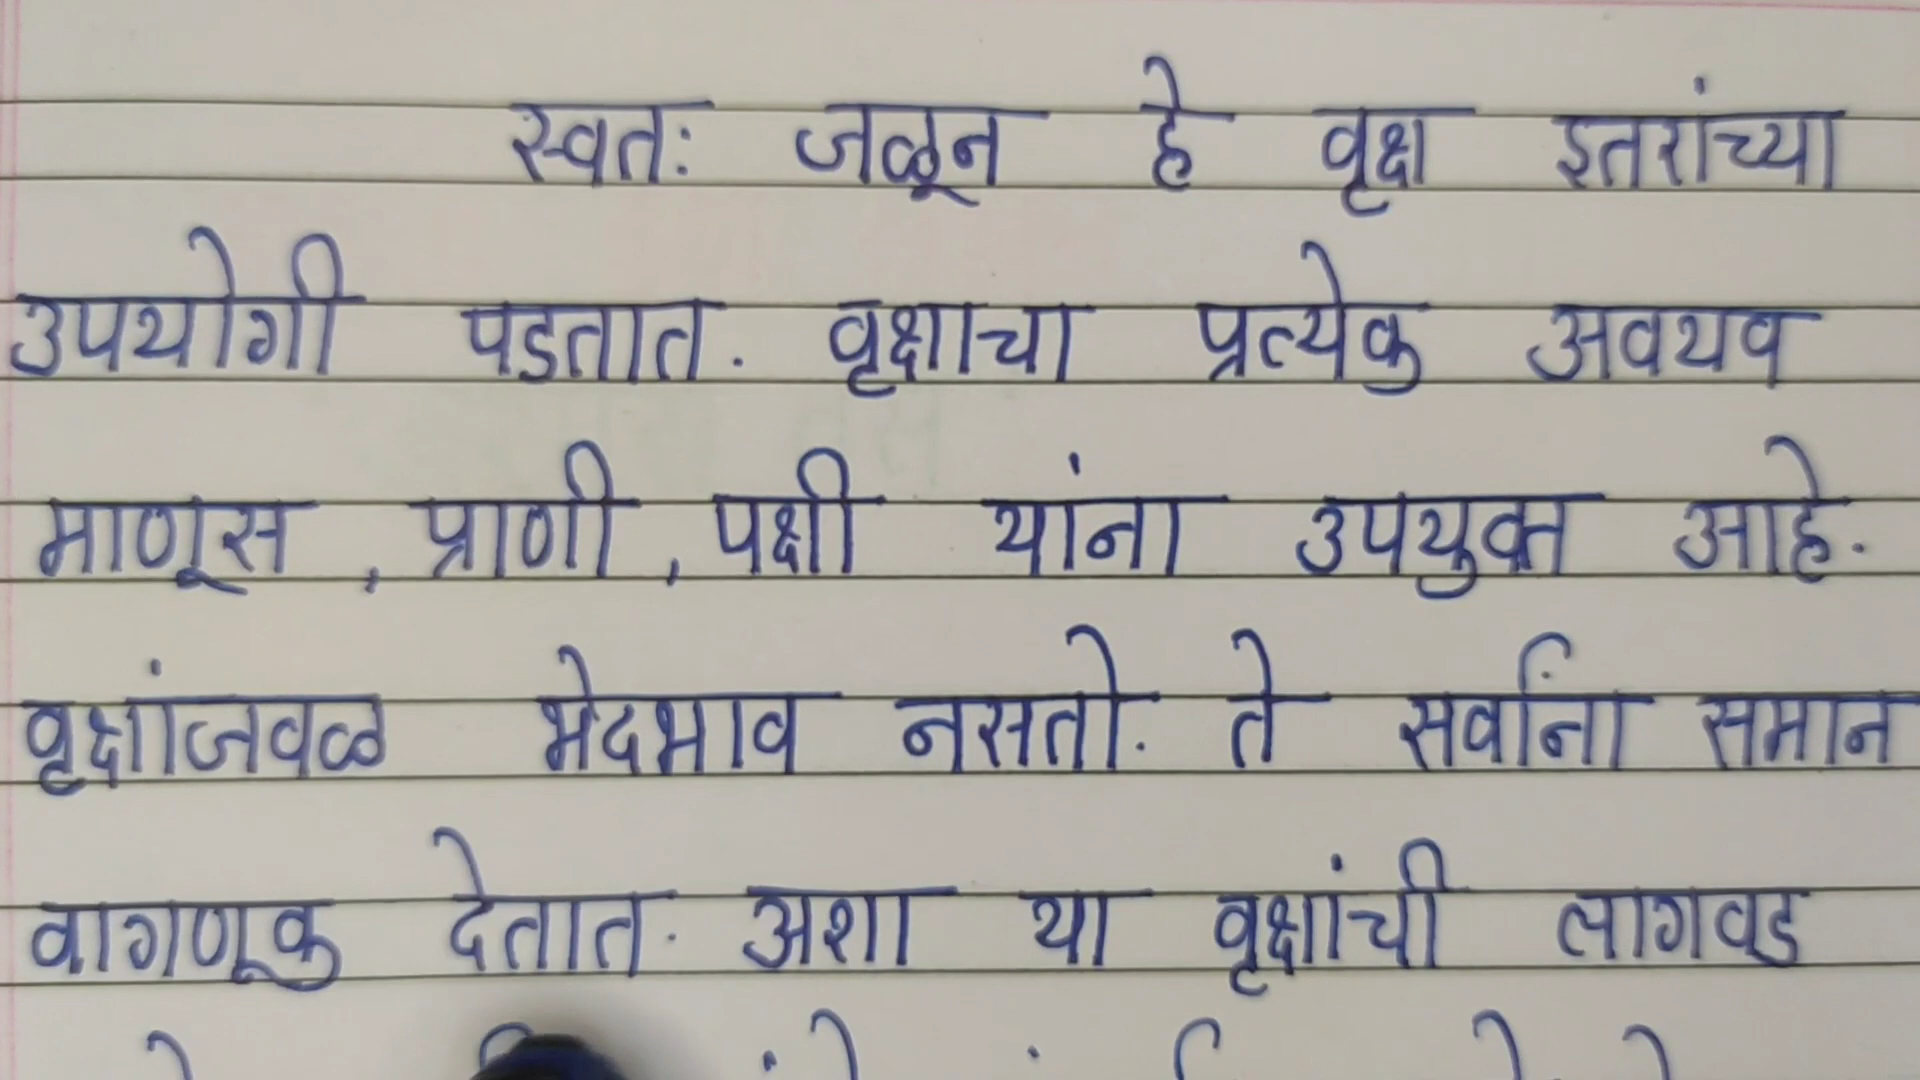 स्वतः जळून हे वृक्ष इतरांच्या
उपयोगी पडतात. वृक्षाचा प्रत्येक अवयव
माणूस, प्राणी, पक्षी यांना उपयुक्त आहे.
वृक्षांजवळ भेदभाव नसतो. ते सर्वांना समान
वागणूक देतात. अशा या वृक्षांची लागवड